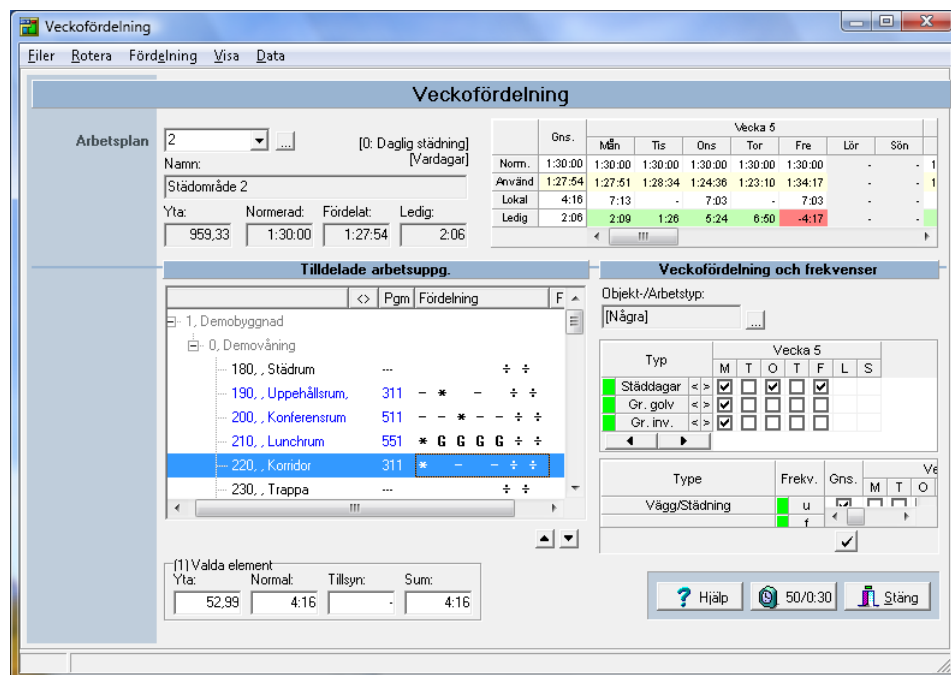 Veckofördelning
Filer Rotera Fördelning Visa Data
Veckofördelning
Arbetsplan
2 ... [0: Daglig städning]
[Vardagar]
Namn:
Städområde 2
Yta: Normerad: Fördelat: Ledig:
959,33 1:30:00 1:27:54 2:06
Gns. Vecka 5
Mån Tis Ons Tor Fre Lör Sön
Norm. 1:30:00 1:30:00 1:30:00 1:30:00 1:30:00 1:30:00 - - 1
Använd 1:27:54 1:27:51 1:28:34 1:24:36 1:23:10 1:34:17 - - 1
Lokal 4:16 7:13 - 7:03 - 7:03 - -
Ledig 2:06 2:09 1:26 5:24 6:50 -4:17 - -
Tilldelade arbetsuppg.
<> Pgm Fördelning F
1, Demobyggnad
0, Demovåning
180, , Städrum --- ÷ ÷
190, , Uppehållsrum, 311 – * – ÷ ÷
200, , Konferensrum 511 – – * – – ÷ ÷
210, , Lunchrum 551 * G G G G ÷ ÷
220, , Korridor 311 * – – ÷ ÷
230, , Trappa --- ÷ ÷
(1) Valda element
Yta: Normal: Tillsyn: Sum:
52,99 4:16 - 4:16
Veckofördelning och frekvenser
Objekt-/Arbetstyp:
[Några] ...
Typ Vecka 5
M T O T F L S
Städdagar < >
Gr. golv < >
Gr. inv. < >
Type Frekv. Gns. Ve
M T O
Vägg/Städning u
f
? Hjälp 50/0:30 Stäng